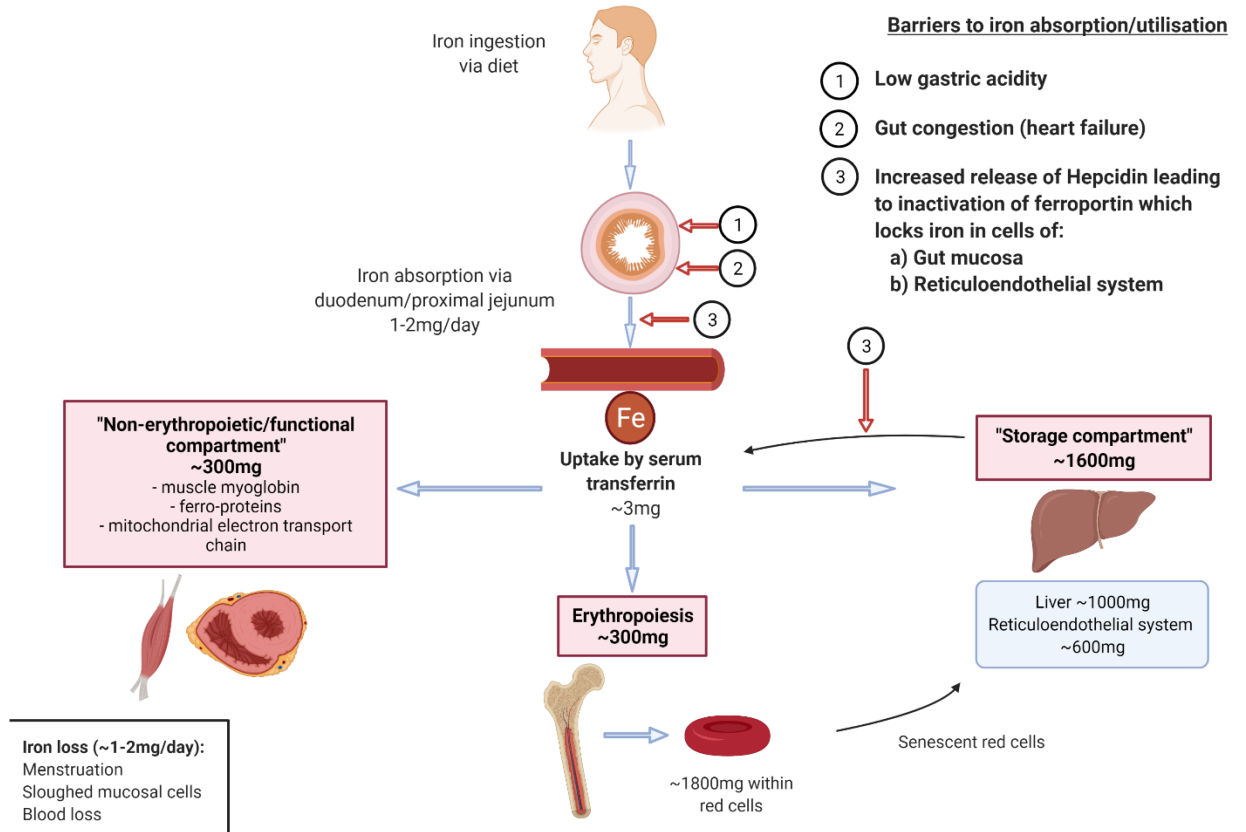 Iron ingestion
via diet
Barriers to iron absorption/utilisation
1 Low gastric acidity
2 Gut congestion (heart failure)
3 Increased release of Hepcidin leading
to inactivation of ferroportin which
locks iron in cells of:
a) Gut mucosa
b) Reticuloendothelial system
1
2
Iron absorption via
duodenum/proximal jejunum
1-2mg/day
3
3
Fe
Uptake by serum
transferrin
~3mg
"Non-erythropoietic/functional
compartment"
~300mg
- muscle myoglobin
- ferro-proteins
- mitochondrial electron transport
chain
"Storage compartment"
~1600mg
Liver ~1000mg
Reticuloendothelial system
~600mg
Erythropoiesis
~300mg
~1800mg within
red cells
Senescent red cells
Iron loss (~1-2mg/day):
Menstruation
Sloughed mucosal cells
Blood loss